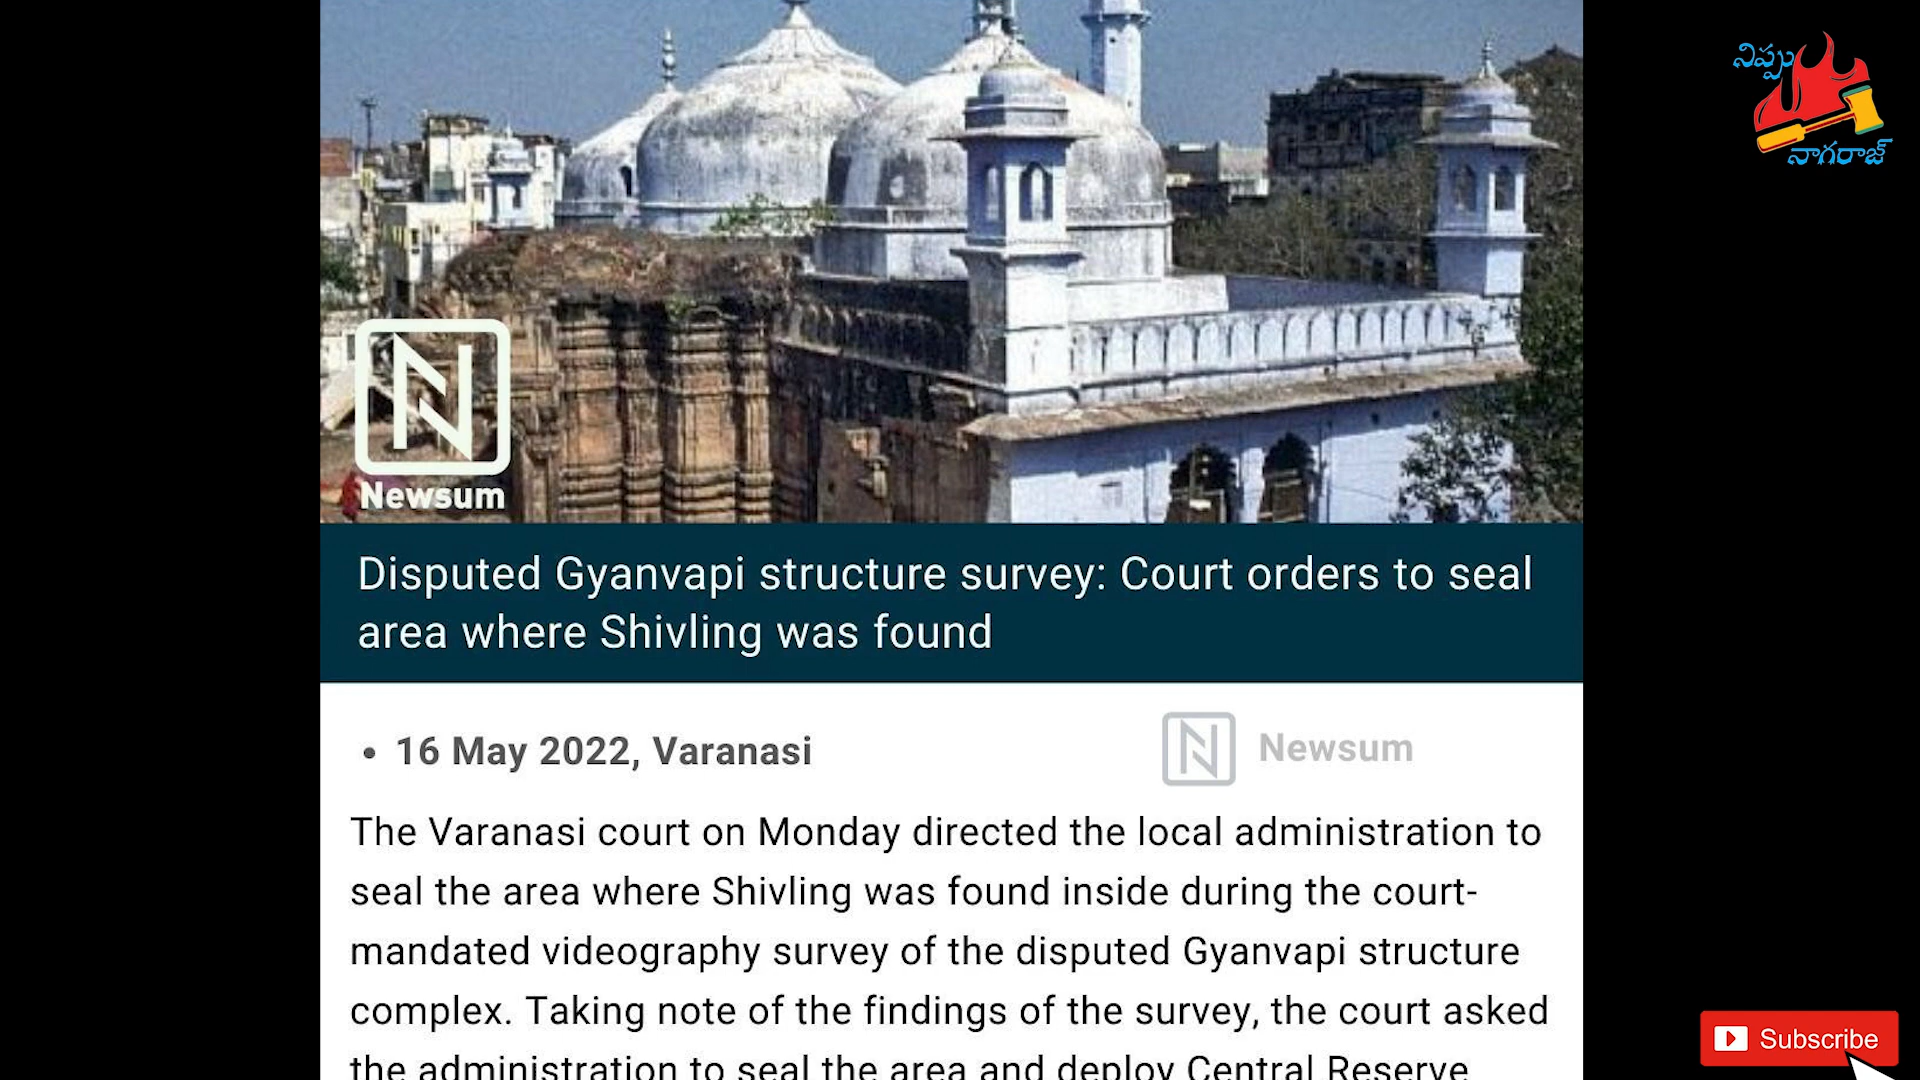 నిప్పు
నాగరాజ్
Newsum
Disputed Gyanvapi structure survey: Court orders to seal
area where Shivling was found
• 16 May 2022, Varanasi
Newsum
The Varanasi court on Monday directed the local administration to
seal the area where Shivling was found inside during the court-
mandated videography survey of the disputed Gyanvapi structure
complex. Taking note of the findings of the survey, the court asked
the administration to seal the area and deploy Central Reserve
Subscribe